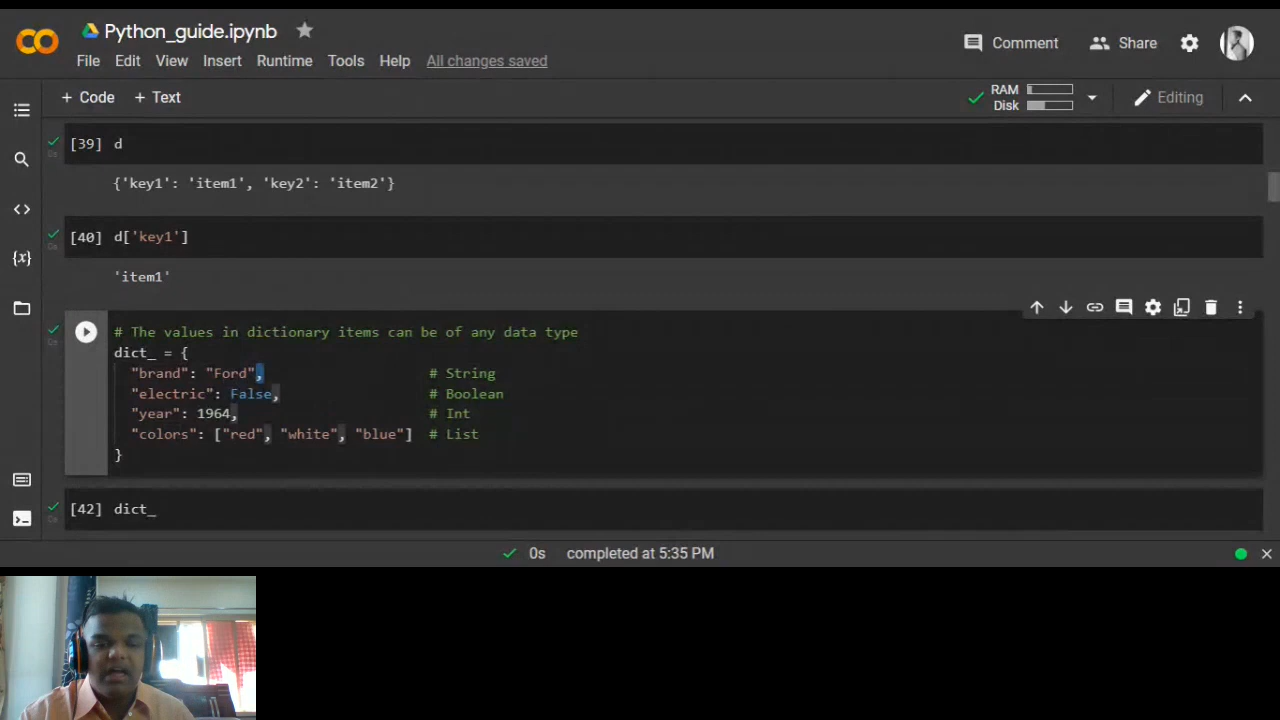 Python_guide.ipynb
File Edit View Insert Runtime Tools Help All changes saved
Comment Share
+ Code + Text
RAM
Disk
Editing
[39] d
{'key1': 'item1', 'key2': 'item2'}
[40] d['key1']
'item1'
# The values in dictionary items can be of any data type
dict_ = {
"brand": "Ford", # String
"electric": False, # Boolean
"year": 1964, # Int
"colors": ["red", "white", "blue"] # List
}
[42] dict_
0s completed at 5:35 PM